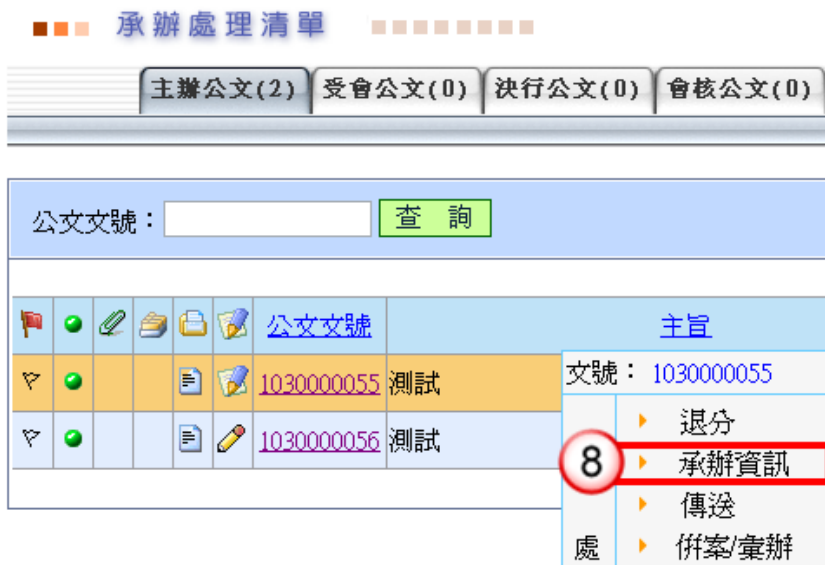 承辦處理清單
主辦公文(2) 受會公文(0) 決行公文(0) 會核公文(0)
公文文號： 查 詢
公文文號 主旨
1030000055 測試
1030000056 測試
文號： 1030000055
退分
8 承辦資訊
傳送
處 併案/彙辦